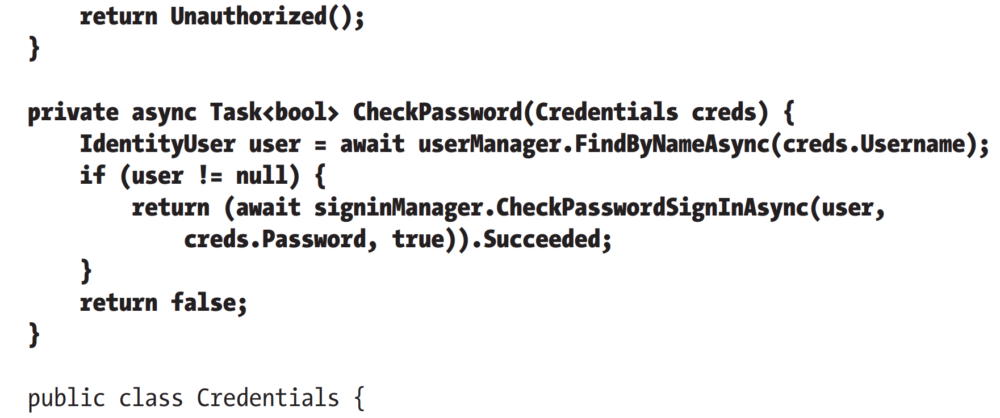 return Unauthorized();
}

private async Task<bool> CheckPassword(Credentials creds) {
    IdentityUser user = await userManager.FindByNameAsync(creds.Username);
    if (user != null) {
        return (await signinManager.CheckPasswordSignInAsync(user,
            creds.Password, true)).Succeeded;
    }
    return false;
}

public class Credentials {